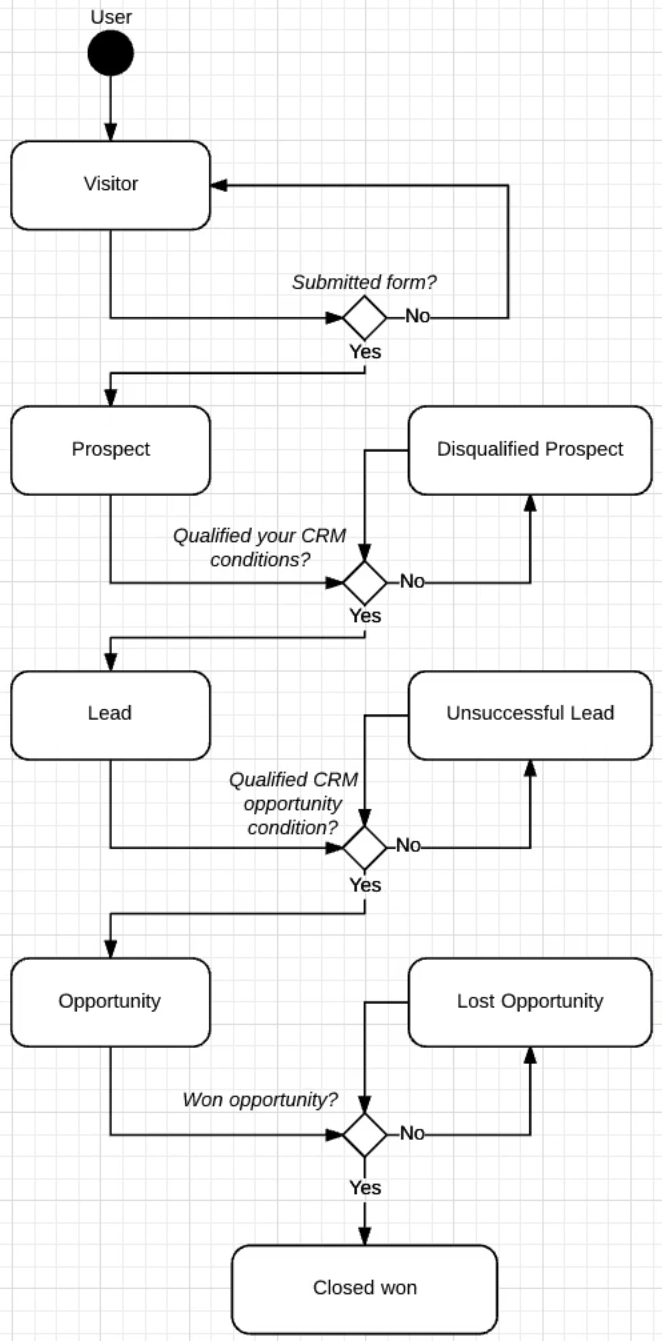 User
Visitor
Submitted form?
No
Yes
Prospect
Disqualified Prospect
Qualified your CRM
conditions?
No
Yes
Lead
Unsuccessful Lead
Qualified CRM
opportunity
condition?
No
Yes
Opportunity
Lost Opportunity
Won opportunity?
No
Yes
Closed won